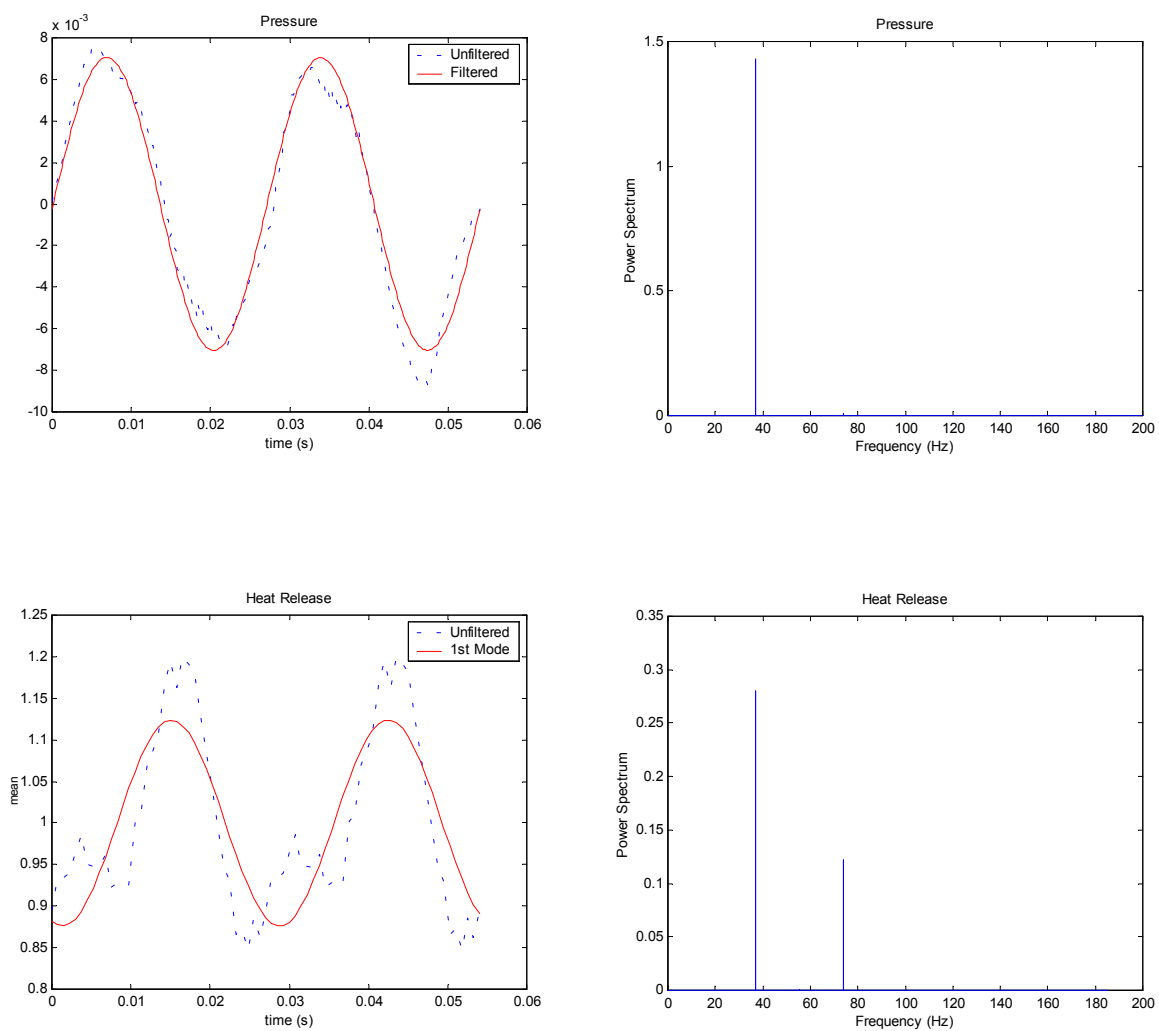 Pressure
x 10-3
8
6
4
2
0
-2
-4
-6
-8
-10
0 0.01 0.02 0.03 0.04 0.05 0.06
time (s)
Unfiltered
Filtered
Pressure
Power Spectrum
1.5
1
0.5
0
0 20 40 60 80 100 120 140 160 180 200
Frequency (Hz)
Heat Release
mean
1.25
1.2
1.15
1.1
1.05
1
0.95
0.9
0.85
0.8
0 0.01 0.02 0.03 0.04 0.05 0.06
time (s)
Unfiltered
1st Mode
Heat Release
Power Spectrum
0.35
0.3
0.25
0.2
0.15
0.1
0.05
0
0 20 40 60 80 100 120 140 160 180 200
Frequency (Hz)